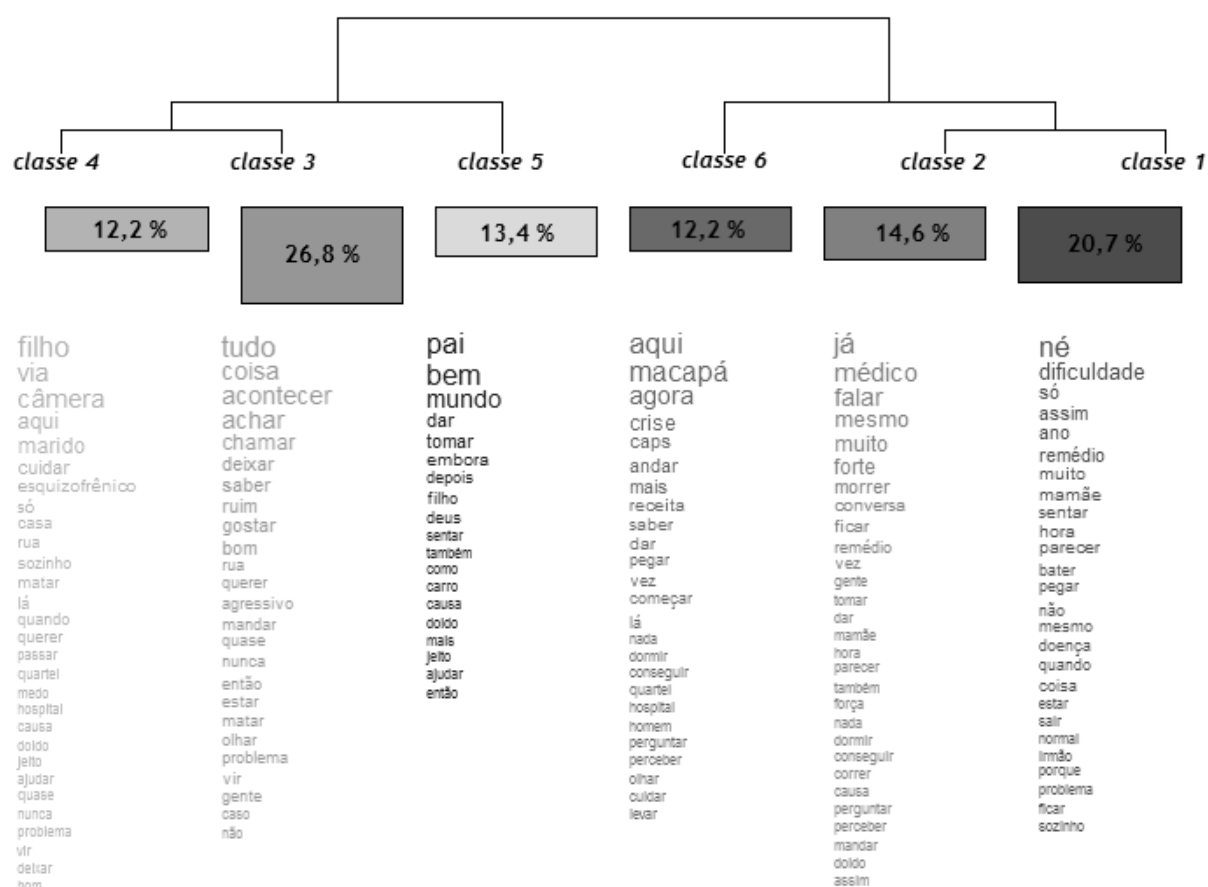 classe 4
classe 3
classe 5
classe 6
classe 2
classe 1
12,2 %
26,8 %
13,4 %
12,2 %
14,6 %
20,7 %
filho
via
câmera
aqui
marido
cuidar
esquizofrênico
só
casa
rua
sozinho
matar
lá
quando
querer
passar
quartel
medo
hospital
causa
doido
jeito
ajudar
quase
nunca
problema
vir
deixar
bom
tudo
coisa
acontecer
achar
chamar
deixar
saber
ruim
gostar
bom
rua
querer
agressivo
mandar
quase
nunca
então
estar
matar
olhar
problema
vir
gente
caso
não
pai
bem
mundo
dar
tomar
embora
depois
filho
deus
sentar
também
como
carro
causa
doido
mais
jeito
ajudar
então
aqui
macapá
agora
crise
caps
andar
mais
receita
saber
dar
pegar
vez
começar
lá
nada
dormir
conseguir
quartel
hospital
homem
perguntar
perceber
olhar
cuidar
levar
já
médico
falar
mesmo
muito
forte
morrer
conversa
ficar
remédio
vez
gente
tomar
dar
mamãe
hora
parecer
também
força
nada
dormir
conseguir
correr
causa
perguntar
perceber
mandar
doido
assim
né
dificuldade
só
assim
ano
remédio
muito
mamãe
sentar
hora
parecer
bater
pegar
não
mesmo
doença
quando
coisa
estar
sair
normal
irmão
porque
problema
ficar
sozinho